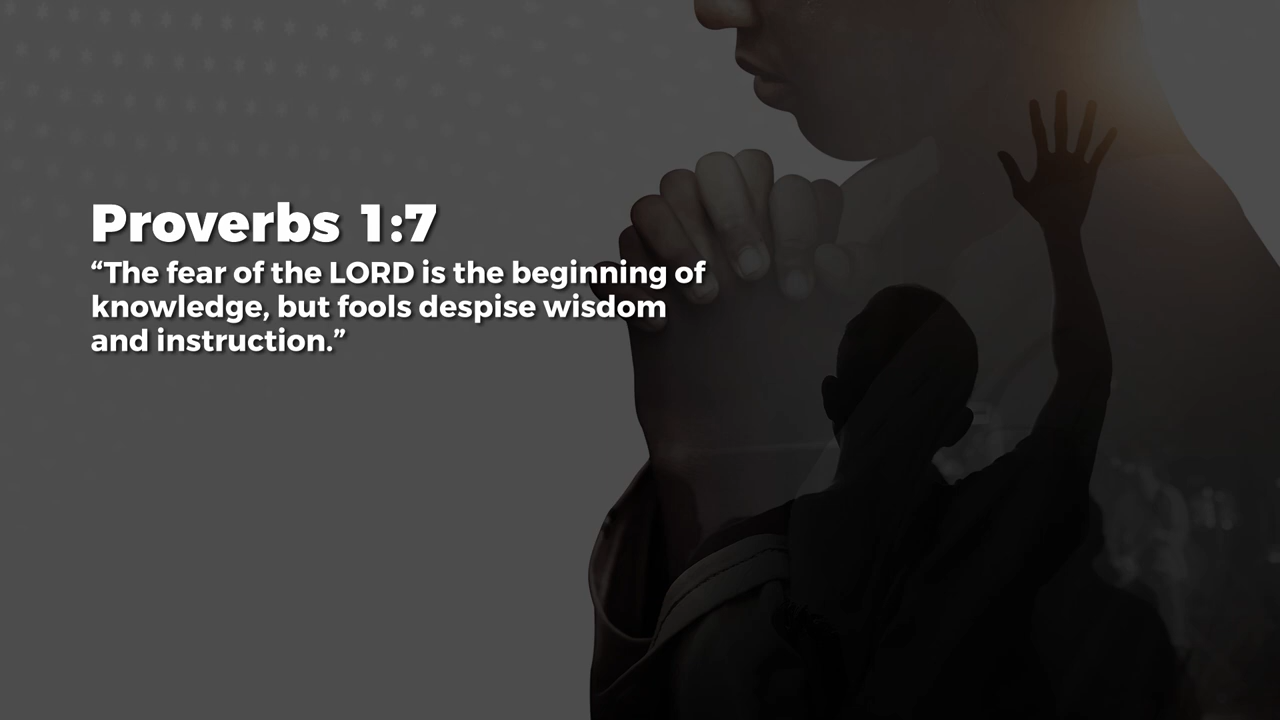 Proverbs 1:7
“The fear of the LORD is the beginning of
knowledge, but fools despise wisdom
and instruction.”